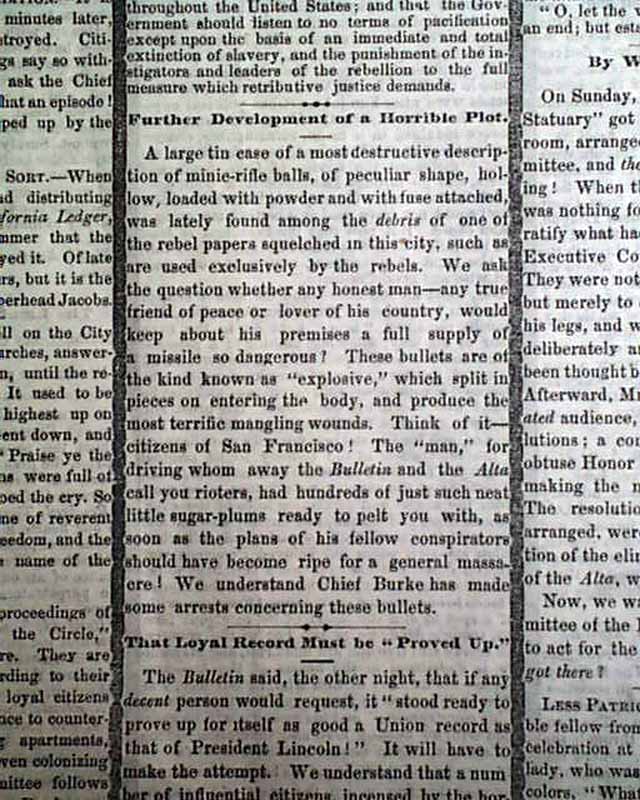 minutes later,
stroyed. Citi-
gs say so with-
ask the Chief
hat an episode!
ped up by the
SORT.—When
nd distributing
fornia Ledger,
mmer that the
yed it. Of late
rs, but it is the
perhead Jacobs.
ll on the City
arches, answer-
n, until the re-
It used to be
highest up on
ent down, and
"Praise ye the
ns were full of
ped the cry. So
ne of reverent
eedom, and the
name of the
proceedings of
the Circle,"
re. They are
rding to their
loyal citizens
nce to counter-
g apartments,
ven colonizing
mittee follows
throughout the United States; and that the Gov-
ernment should listen to no terms of pacification
except upon the basis of an immediate and total
extinction of slavery, and the punishment of the in-
stigators and leaders of the rebellion to the full
measure which retributive justice demands.
Further Development of a Horrible Plot.
A large tin case of a most destructive descrip-
tion of minie-rifle balls, of peculiar shape, hol-
low, loaded with powder and with fuse attached,
was lately found among the debris of one of
the rebel papers squelched in this city, such as
are used exclusively by the rebels. We ask
the question whether any honest man—any true
friend of peace or lover of his country, would
keep about his premises a full supply of
a missile so dangerous? These bullets are of
the kind known as "explosive," which split in
pieces on entering the body, and produce the
most terrific mangling wounds. Think of it—
citizens of San Francisco! The "man," for
driving whom away the Bulletin and the Alta
call you rioters, had hundreds of just such neat
little sugar-plums ready to pelt you with, as
soon as the plans of his fellow conspirators
should have become ripe for a general massa-
cre! We understand Chief Burke has made
some arrests concerning these bullets.
That Loyal Record Must be "Proved Up."
The Bulletin said, the other night, that if any
decent person would request, it "stood ready to
prove up for itself as good a Union record as
that of President Lincoln!" It will have to
make the attempt. We understand that a num
ber of influential citizens, incensed by the hor
"O, let the
an end; but est
By W
On Sunday,
Statuary" got
room, arrange
mittee, and the
ing! When t
was nothing fo
ratify what ha
Executive Co
They were not
but merely to
his legs, and w
deliberately a
been thought b
Afterward, M
ated audience,
lutions; a co
obtuse Honor
making the
The resolutio
arranged, wer
tion of the elim
of the Alta, w
Now, we wa
mittee of the
to act for the
got there?
LESS PATRI
ble fellow from
celebration at
lady, who was
colors. "Wha